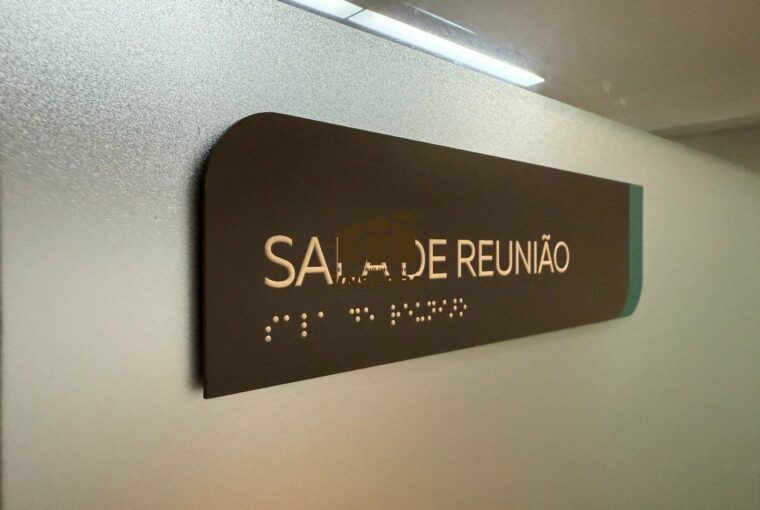 SALA DE REUNIÃO
⠎⠁⠇⠁ ⠙⠑ ⠗⠑⠥⠝⠊⠜⠕